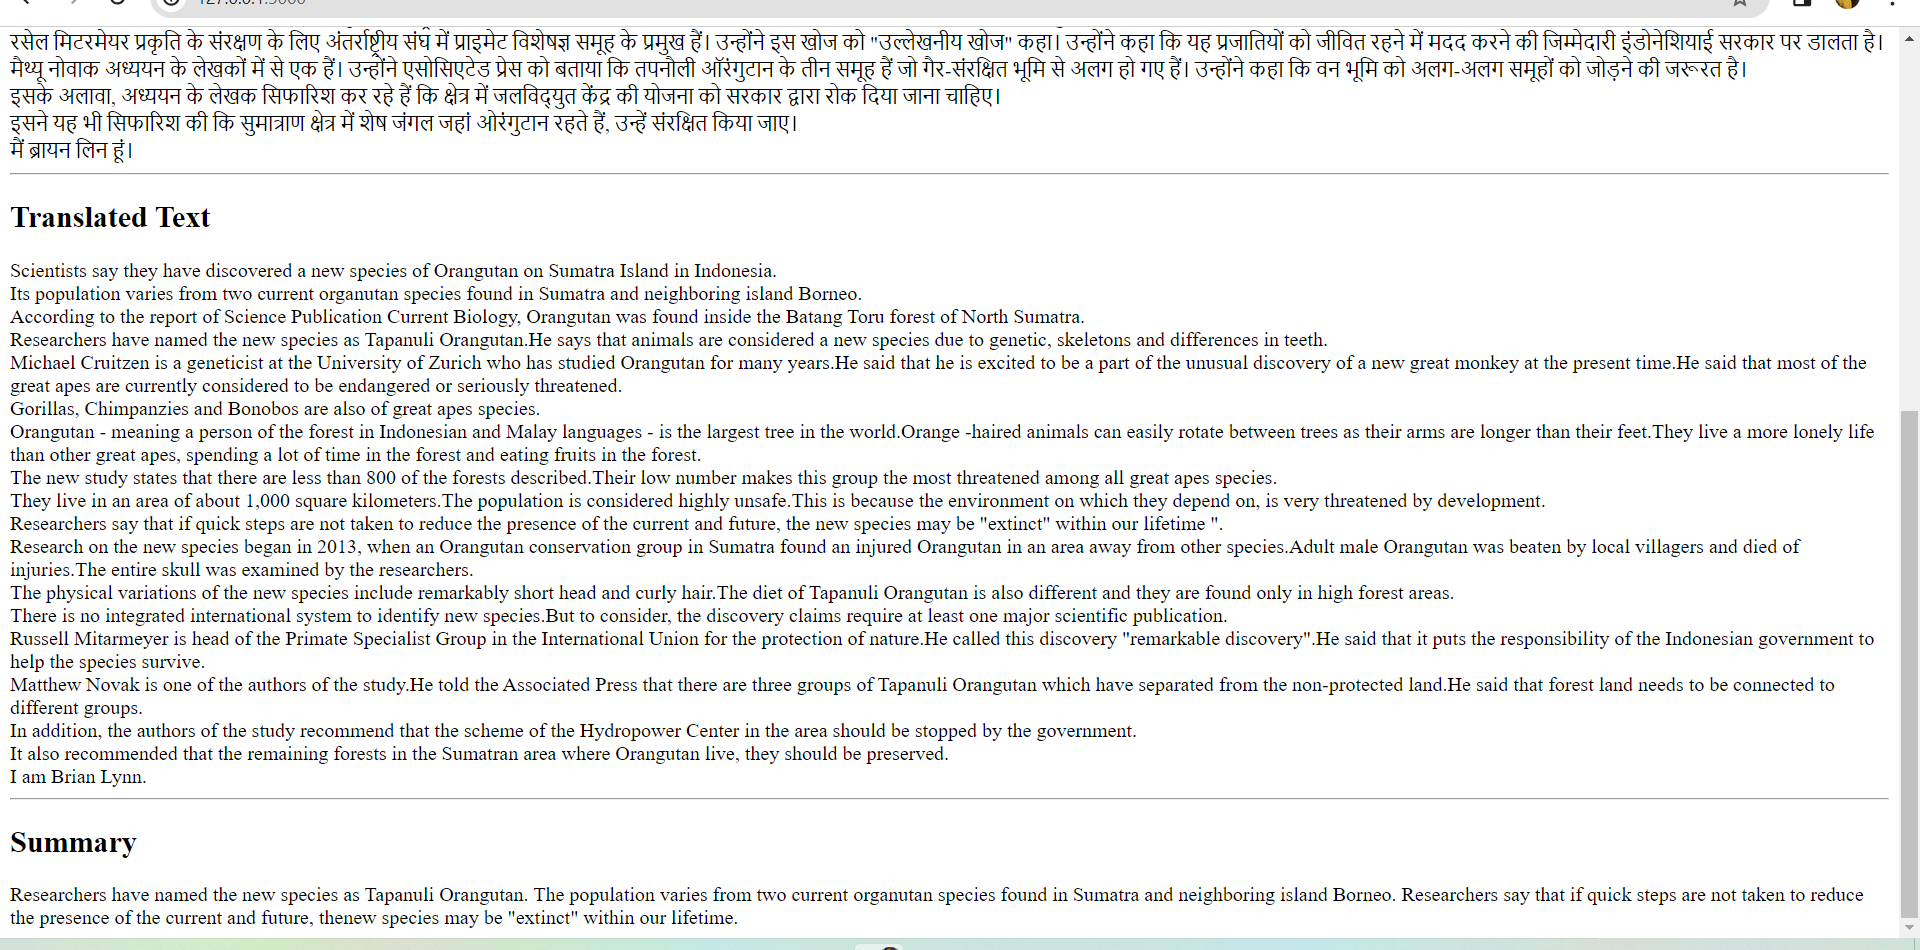 रसेल मिटरमेयर प्रकृति के संरक्षण के लिए अंतर्राष्ट्रीय संघ में प्राइमेट विशेषज्ञ समूह के प्रमुख हैं। उन्होंने इस खोज को "उल्लेखनीय खोज" कहा। उन्होंने कहा कि यह प्रजातियों को जीवित रहने में मदद करने की जिम्मेदारी इंडोनेशियाई सरकार पर डालता है।
मैथ्यू नोवाक अध्ययन के लेखकों में से एक हैं। उन्होंने एसोसिएटेड प्रेस को बताया कि तपनौली ऑरंगुटान के तीन समूह हैं जो गैर-संरक्षित भूमि से अलग हो गए हैं। उन्होंने कहा कि वन भूमि को अलग-अलग समूहों को जोड़ने की जरूरत है।
इसके अलावा, अध्ययन के लेखक सिफारिश कर रहे हैं कि क्षेत्र में जलविद्युत केंद्र की योजना को सरकार द्वारा रोक दिया जाना चाहिए।
इसने यह भी सिफारिश की कि सुमात्राण क्षेत्र में शेष जंगल जहां ओरंगुटान रहते हैं, उन्हें संरक्षित किया जाए।
मैं ब्रायन लिन हूं।
Translated Text
Scientists say they have discovered a new species of Orangutan on Sumatra Island in Indonesia.
Its population varies from two current organutan species found in Sumatra and neighboring island Borneo.
According to the report of Science Publication Current Biology, Orangutan was found inside the Batang Toru forest of North Sumatra.
Researchers have named the new species as Tapanuli Orangutan.He says that animals are considered a new species due to genetic, skeletons and differences in teeth.
Michael Cruitzen is a geneticist at the University of Zurich who has studied Orangutan for many years.He said that he is excited to be a part of the unusual discovery of a new great monkey at the present time.He said that most of the
great apes are currently considered to be endangered or seriously threatened.
Gorillas, Chimpanzies and Bonobos are also of great apes species.
Orangutan - meaning a person of the forest in Indonesian and Malay languages - is the largest tree in the world.Orange -haired animals can easily rotate between trees as their arms are longer than their feet.They live a more lonely life
than other great apes, spending a lot of time in the forest and eating fruits in the forest.
The new study states that there are less than 800 of the forests described.Their low number makes this group the most threatened among all great apes species.
They live in an area of about 1,000 square kilometers.The population is considered highly unsafe.This is because the environment on which they depend on, is very threatened by development.
Researchers say that if quick steps are not taken to reduce the presence of the current and future, the new species may be "extinct" within our lifetime ".
Research on the new species began in 2013, when an Orangutan conservation group in Sumatra found an injured Orangutan in an area away from other species.Adult male Orangutan was beaten by local villagers and died of
injuries.The entire skull was examined by the researchers.
The physical variations of the new species include remarkably short head and curly hair.The diet of Tapanuli Orangutan is also different and they are found only in high forest areas.
There is no integrated international system to identify new species.But to consider, the discovery claims require at least one major scientific publication.
Russell Mitarmeyer is head of the Primate Specialist Group in the International Union for the protection of nature.He called this discovery "remarkable discovery".He said that it puts the responsibility of the Indonesian government to
help the species survive.
Matthew Novak is one of the authors of the study.He told the Associated Press that there are three groups of Tapanuli Orangutan which have separated from the non-protected land.He said that forest land needs to be connected to
different groups.
In addition, the authors of the study recommend that the scheme of the Hydropower Center in the area should be stopped by the government.
It also recommended that the remaining forests in the Sumatran area where Orangutan live, they should be preserved.
I am Brian Lynn.
Summary
Researchers have named the new species as Tapanuli Orangutan. The population varies from two current organutan species found in Sumatra and neighboring island Borneo. Researchers say that if quick steps are not taken to reduce
the presence of the current and future, thenew species may be "extinct" within our lifetime.